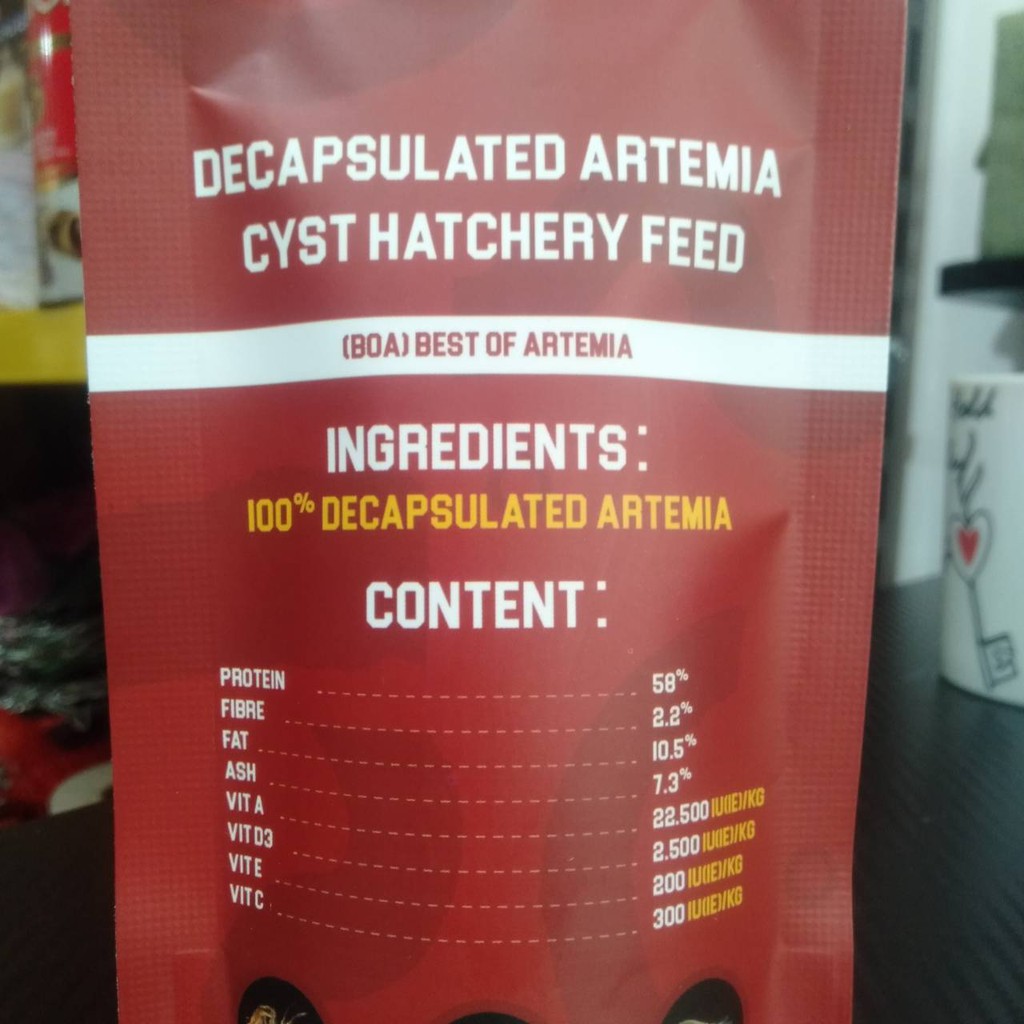 DECAPSULATED ARTEMIA
CYST HATCHERY FEED
(BOA) BEST OF ARTEMIA
INGREDIENTS:
100% DECAPSULATED ARTEMIA
CONTENT:
PROTEIN 58%
FIBRE 2.2%
FAT 10.5%
ASH 7.3%
VIT A 22.500 IU(IE)/KG
VIT D3 2.500 IU(IE)/KG
VIT E 200 IU(IE)/KG
VIT C 300 IU(IE)/KG